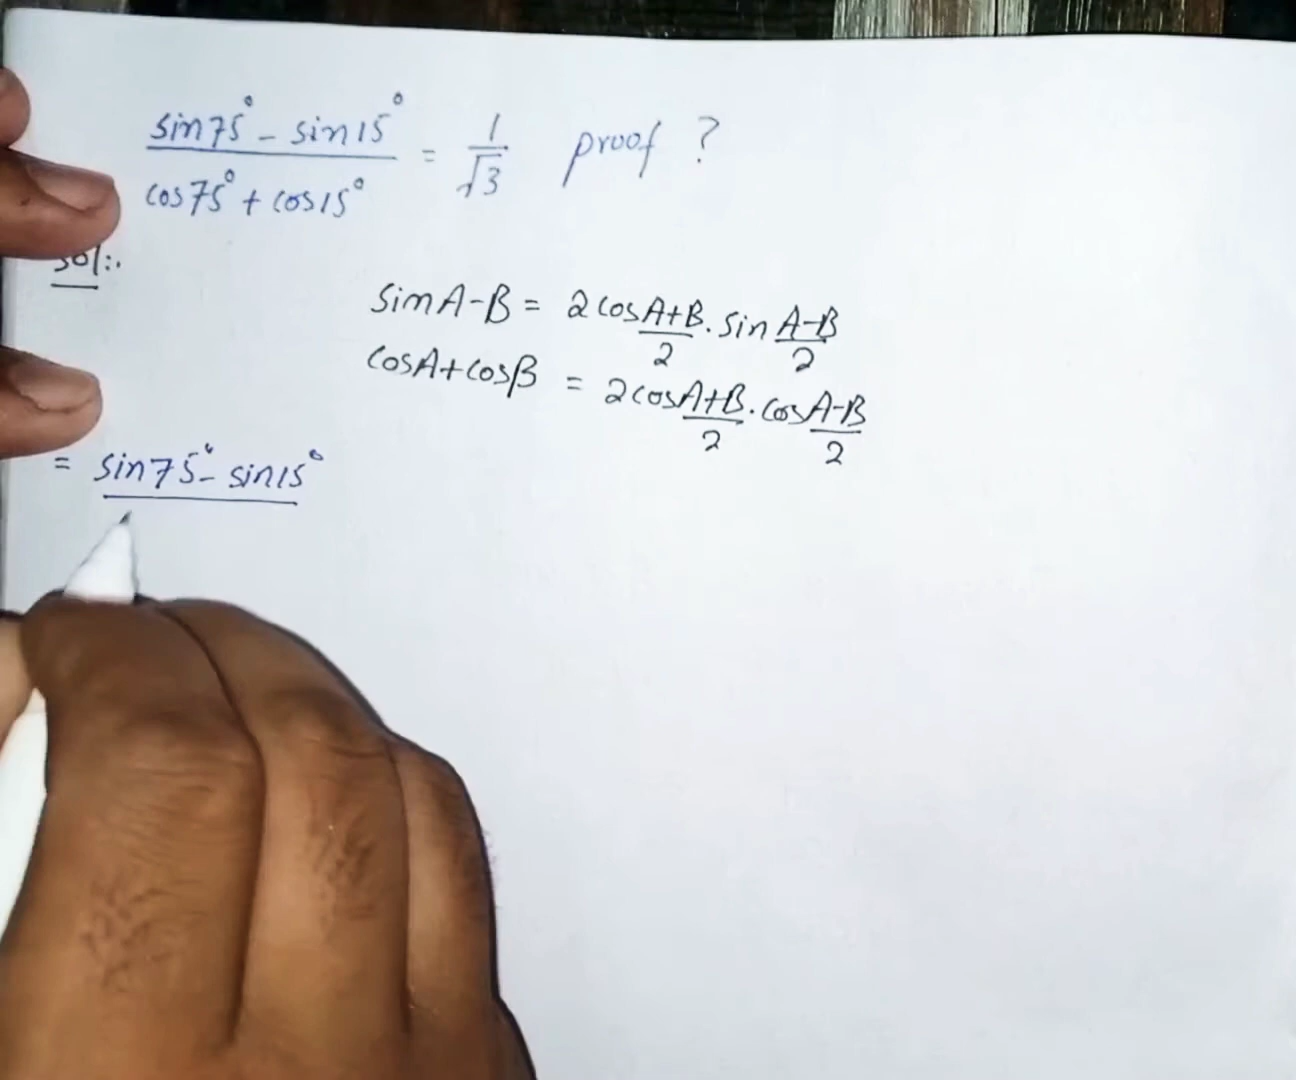 sin75° - sin15° / cos75° + cos15° = 1/√3 proof ?
Sol:.
SinA-B = 2cos A+B/2 . Sin A-B/2
cosA+cosB = 2cos A+B/2 . cos A-B/2
= sin75° - sin15°